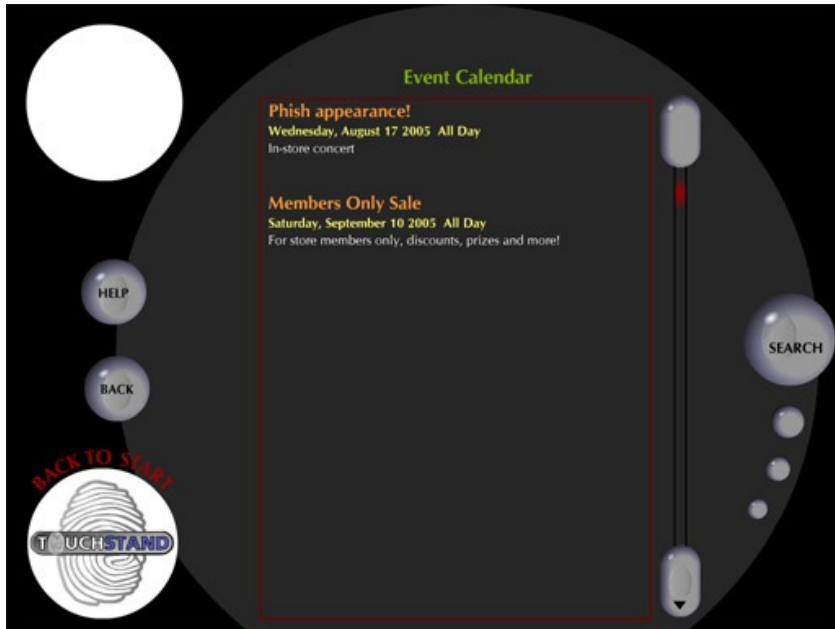 Event Calendar
Phish appearance!
Wednesday, August 17 2005 All Day
In-store concert
Members Only Sale
Saturday, September 10 2005 All Day
For store members only, discounts, prizes and more!
HELP
SEARCH
BACK
BACK TO START
TOUCHSTAND